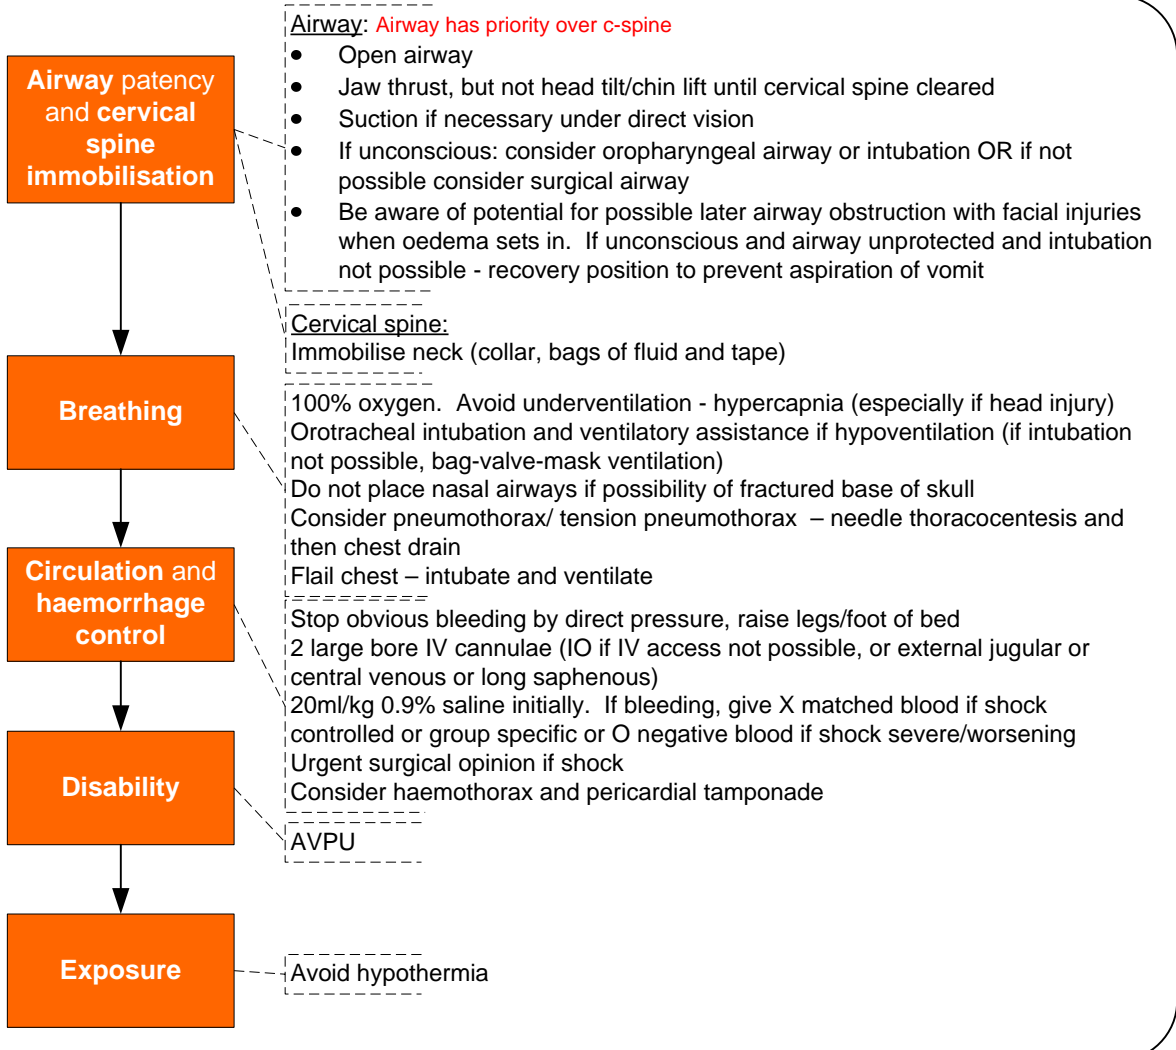 Airway: Airway has priority over c-spine
• Open airway
• Jaw thrust, but not head tilt/chin lift until cervical spine cleared
• Suction if necessary under direct vision
• If unconscious: consider oropharyngeal airway or intubation OR if not
possible consider surgical airway
• Be aware of potential for possible later airway obstruction with facial injuries
when oedema sets in. If unconscious and airway unprotected and intubation
not possible - recovery position to prevent aspiration of vomit
Airway patency
and cervical
spine
immobilisation
Cervical spine:
Immobilise neck (collar, bags of fluid and tape)
Breathing
100% oxygen. Avoid underventilation - hypercapnia (especially if head injury)
Orotracheal intubation and ventilatory assistance if hypoventilation (if intubation
not possible, bag-valve-mask ventilation)
Do not place nasal airways if possibility of fractured base of skull
Consider pneumothorax/ tension pneumothorax – needle thoracocentesis and
then chest drain
Flail chest – intubate and ventilate
Circulation and
haemorrhage
control
Stop obvious bleeding by direct pressure, raise legs/foot of bed
2 large bore IV cannulae (IO if IV access not possible, or external jugular or
central venous or long saphenous)
20ml/kg 0.9% saline initially. If bleeding, give X matched blood if shock
controlled or group specific or O negative blood if shock severe/worsening
Urgent surgical opinion if shock
Consider haemothorax and pericardial tamponade
Disability
AVPU
Exposure
Avoid hypothermia